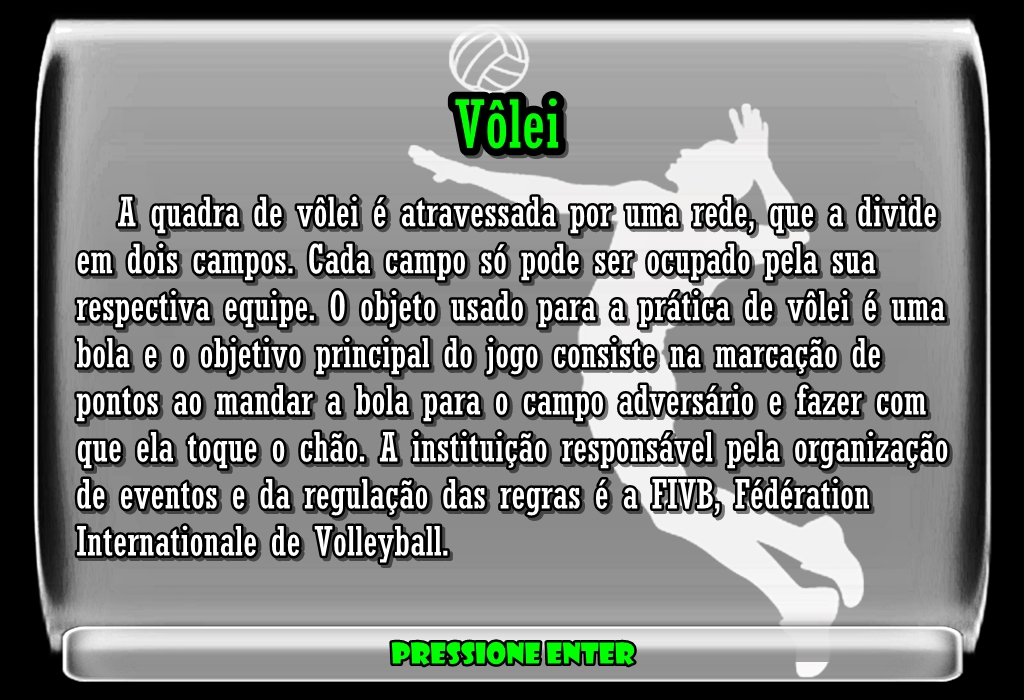 Vôlei
A quadra de vôlei é atravessada por uma rede, que a divide
em dois campos. Cada campo só pode ser ocupado pela sua
respectiva equipe. O objeto usado para a prática de vôlei é uma
bola e o objetivo principal do jogo consiste na marcação de
pontos ao mandar a bola para o campo adversário e fazer com
que ela toque o chão. A instituição responsável pela organização
de eventos e da regulação das regras é a FIVB, Fédération
Internationale de Volleyball.
PRESSIONE ENTER